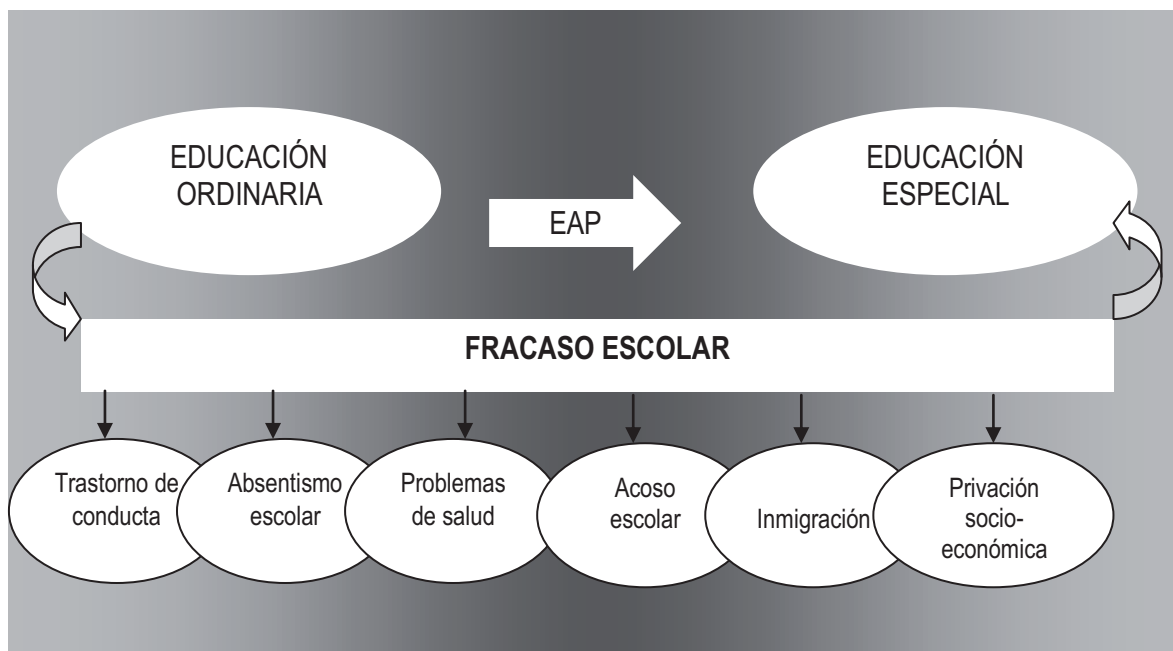 EDUCACIÓN
ORDINARIA
EDUCACIÓN
ESPECIAL
EAP
FRACASO ESCOLAR
Trastorno de
conducta
Absentismo
escolar
Problemas
de salud
Acoso
escolar
Inmigración
Privación
socio-
económica